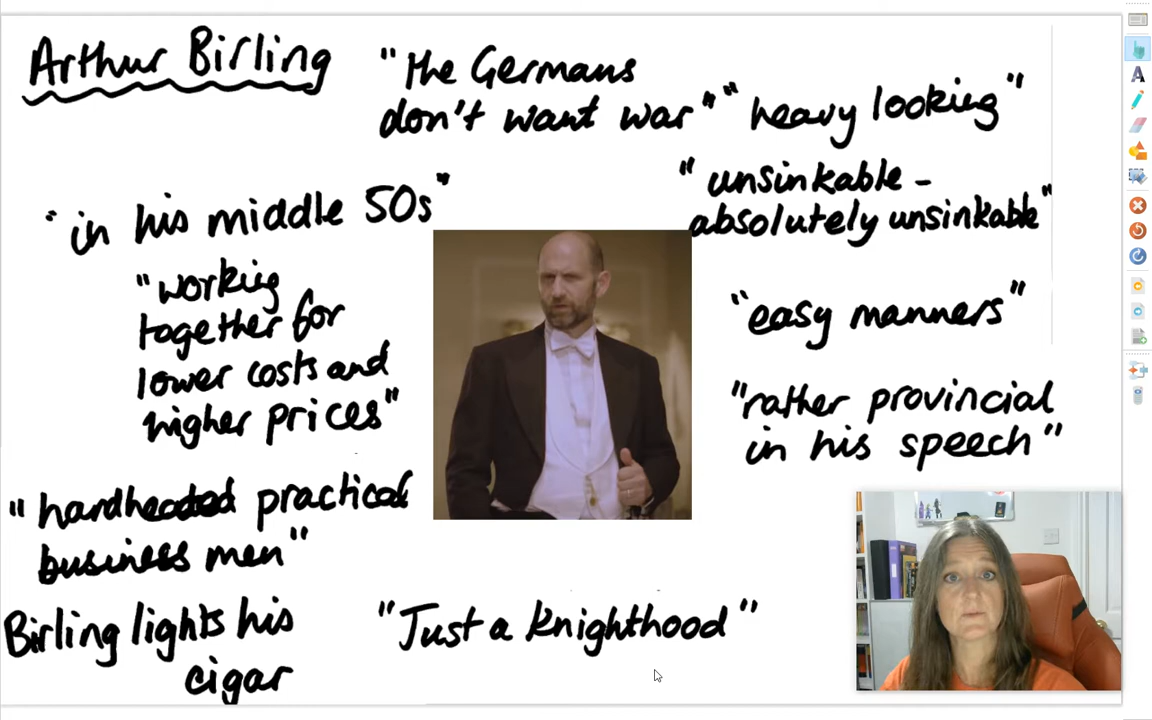 Arthur Birling
"the Germans
don't want war"
"heavy looking"
"unsinkable -
absolutely unsinkable"
"in his middle 50s"
"working
together for
lower costs and
higher prices"
"easy manners"
"rather provincial
in his speech"
"hardheaded practical
business men"
Birling lights his
cigar
"Just a knighthood"